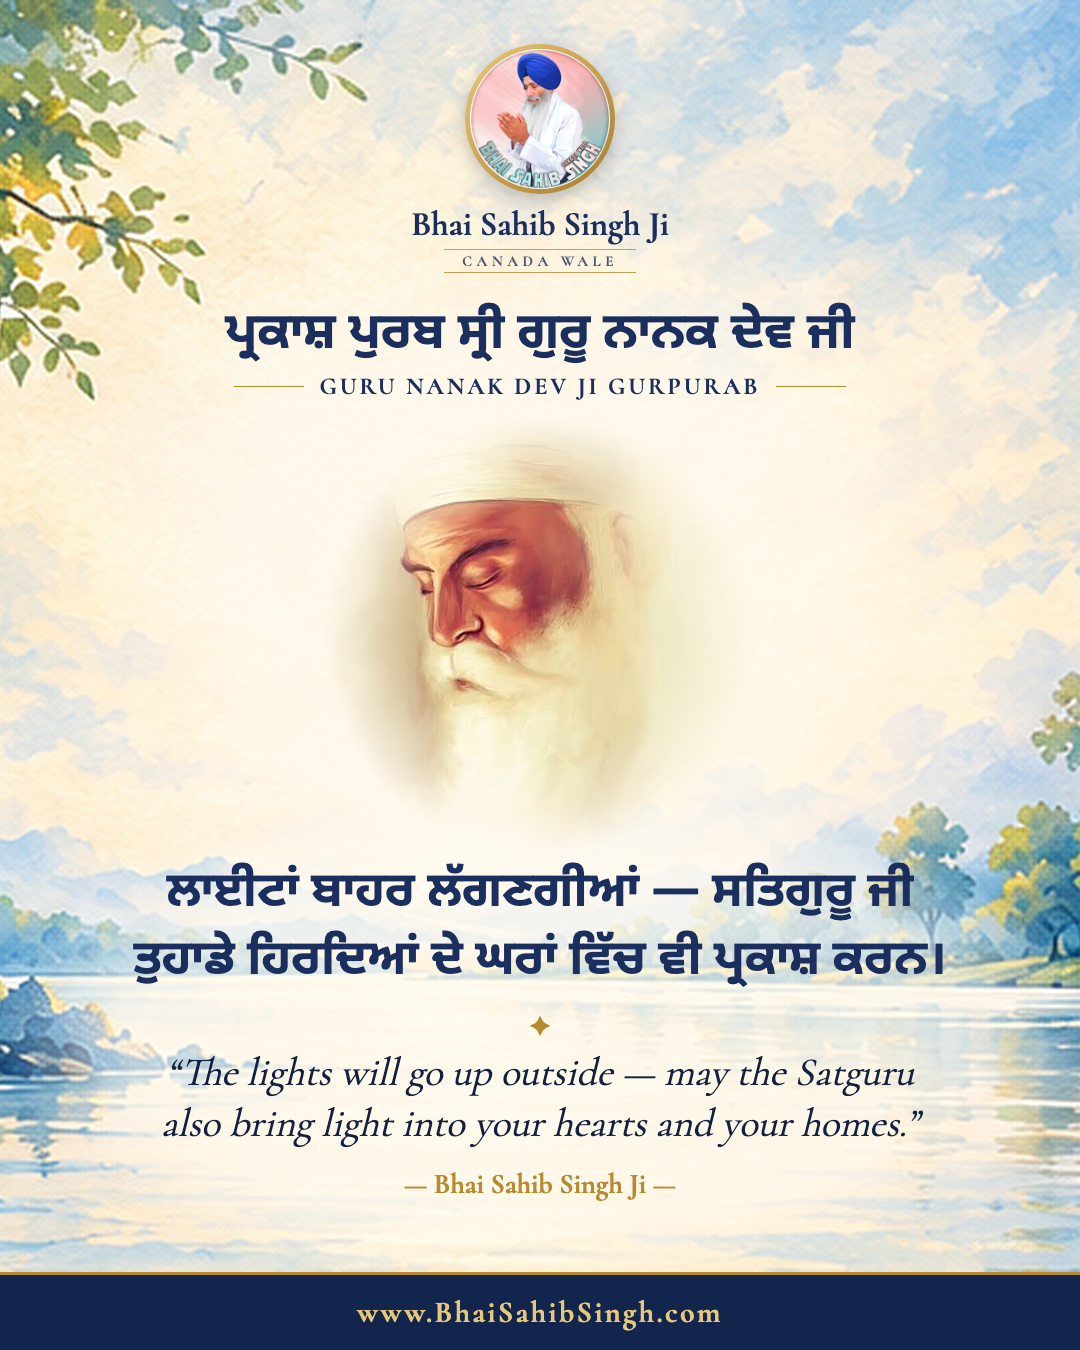 BHAI SAHIB SINGH
Bhai Sahib Singh Ji
CANADA WALE
ਪ੍ਰਕਾਸ਼ ਪੁਰਬ ਸ੍ਰੀ ਗੁਰੂ ਨਾਨਕ ਦੇਵ ਜੀ
GURU NANAK DEV JI GURPURAB
ਲਾਈਟਾਂ ਬਾਹਰ ਲੱਗਣਗੀਆਂ — ਸਤਿਗੁਰੂ ਜੀ
ਤੁਹਾਡੇ ਹਿਰਦਿਆਂ ਦੇ ਘਰਾਂ ਵਿੱਚ ਵੀ ਪ੍ਰਕਾਸ਼ ਕਰਨ।
“The lights will go up outside — may the Satguru
also bring light into your hearts and your homes.”
— Bhai Sahib Singh Ji —
www.BhaiSahibSingh.com